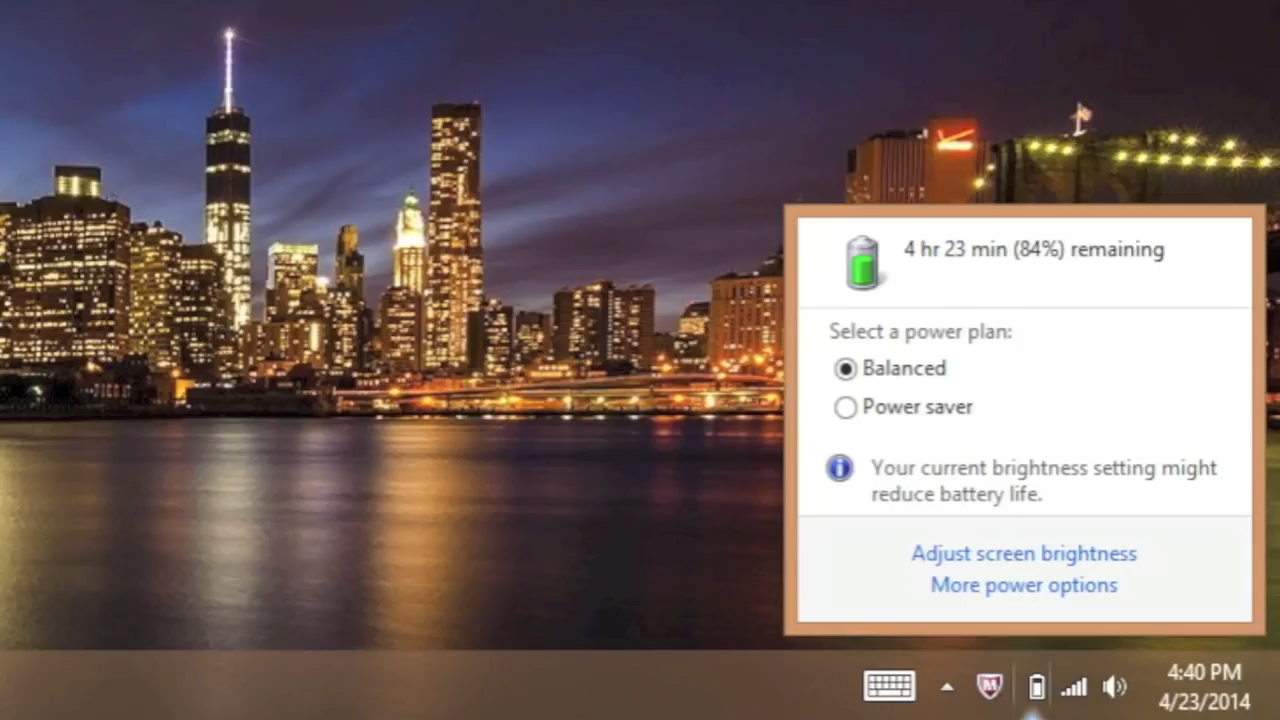 4 hr 23 min (84%) remaining
Select a power plan:
Balanced
Power saver
Your current brightness setting might
reduce battery life.
Adjust screen brightness
More power options
4:40 PM
4/23/2014